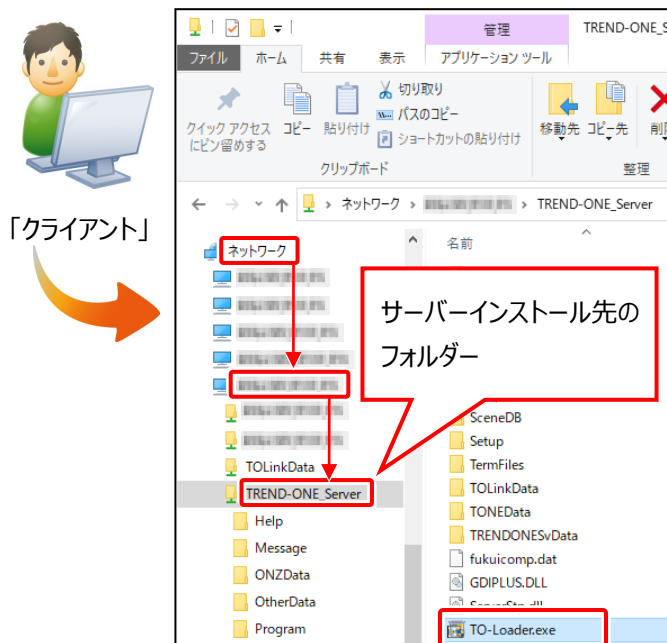 管理
TREND-ONE_S
ファイル
ホーム
共有
表示
アプリケーション ツール
クイック アクセス
にピン留めする
コピー
貼り付け
切り取り
パスのコピー
ショートカットの貼り付け
移動先
コピー先
削
クリップボード
整理
ネットワーク
TREND-ONE_Server
「クライアント」
ネットワーク
名前
サーバーインストール先の
フォルダー
TOLinkData
TREND-ONE_Server
Help
Message
ONZData
OtherData
Program
SceneDB
Setup
TermFiles
TOLinkData
TONEData
TRENDONESvData
fukuicomp.dat
GDIPLUS.DLL
TO-Loader.exe